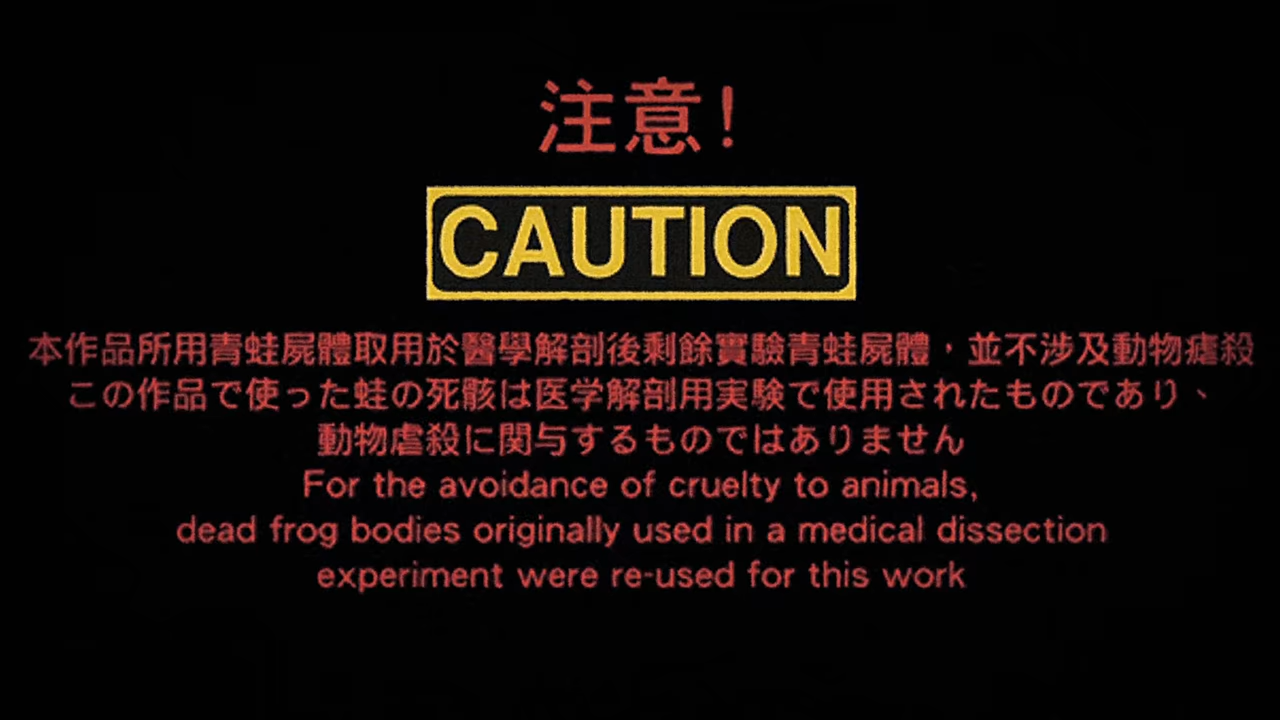 注意!
CAUTION
本作品所用青蛙屍體取用於醫學解剖後剩餘實驗青蛙屍體，並不涉及動物虐殺
この作品で使った蛙の死骸は医学解剖用実験で使用されたものであり、
動物虐殺に関与するものではありません
For the avoidance of cruelty to animals,
dead frog bodies originally used in a medical dissection
experiment were re-used for this work